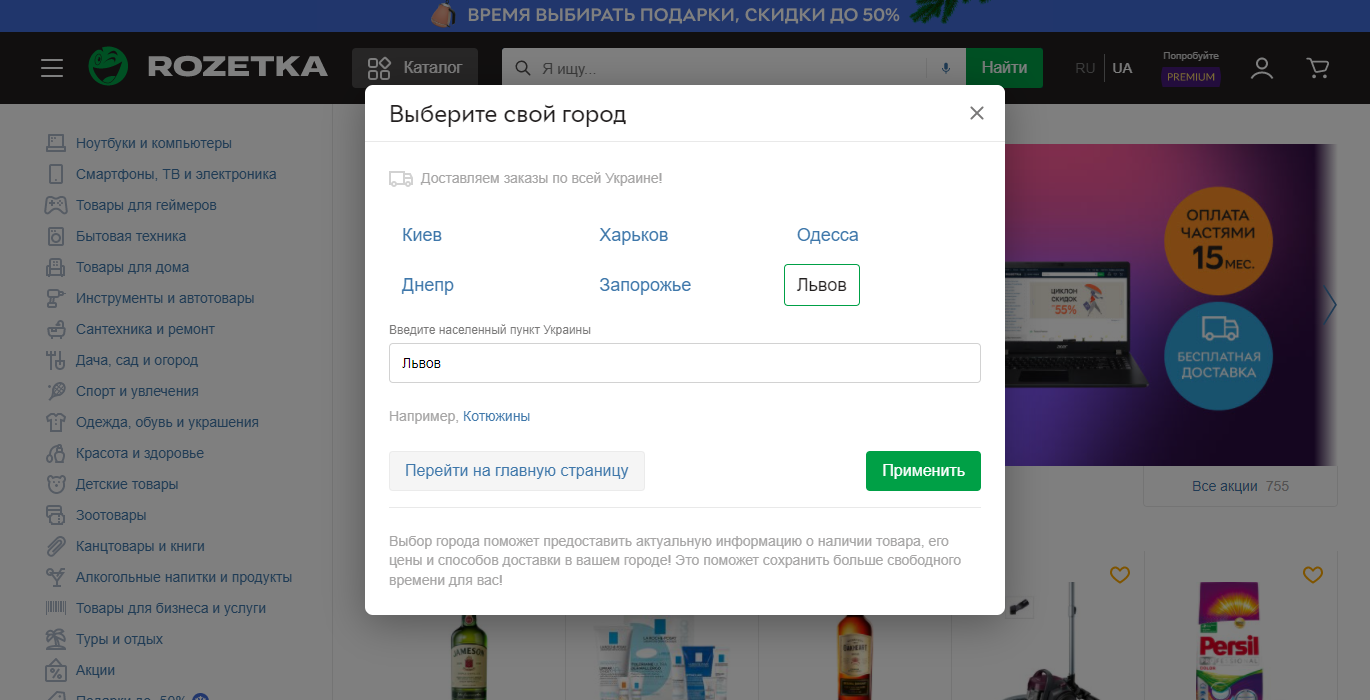 ВРЕМЯ ВЫБИРАТЬ ПОДАРКИ, СКИДКИ ДО 50%
ROZETKA
Каталог
Я ищу...
Найти
RU UA
Попробуйте
PREMIUM
Выберите свой город
Доставляем заказы по всей Украине!
Киев Харьков Одесса
Днепр Запорожье Львов
Введите населенный пункт Украины
Львов
Например, Котюжины
Перейти на главную страницу
Применить
Выбор города поможет предоставить актуальную информацию о наличии товара, его
цены и способов доставки в вашем городе! Это поможет сохранить больше свободного
времени для вас!
Ноутбуки и компьютеры
Смартфоны, ТВ и электроника
Товары для геймеров
Бытовая техника
Товары для дома
Инструменты и автотовары
Сантехника и ремонт
Дача, сад и огород
Спорт и увлечения
Одежда, обувь и украшения
Красота и здоровье
Детские товары
Зоотовары
Канцтовары и книги
Алкогольные напитки и продукты
Товары для бизнеса и услуги
Туры и отдых
Акции
Подарки до -50%
ОПЛАТА
ЧАСТЯМИ
15 МЕС.
ЦИКЛОН
СКИДОК
55%
БЕСПЛАТНАЯ
ДОСТАВКА
Все акции 755
JAMESON
Persil